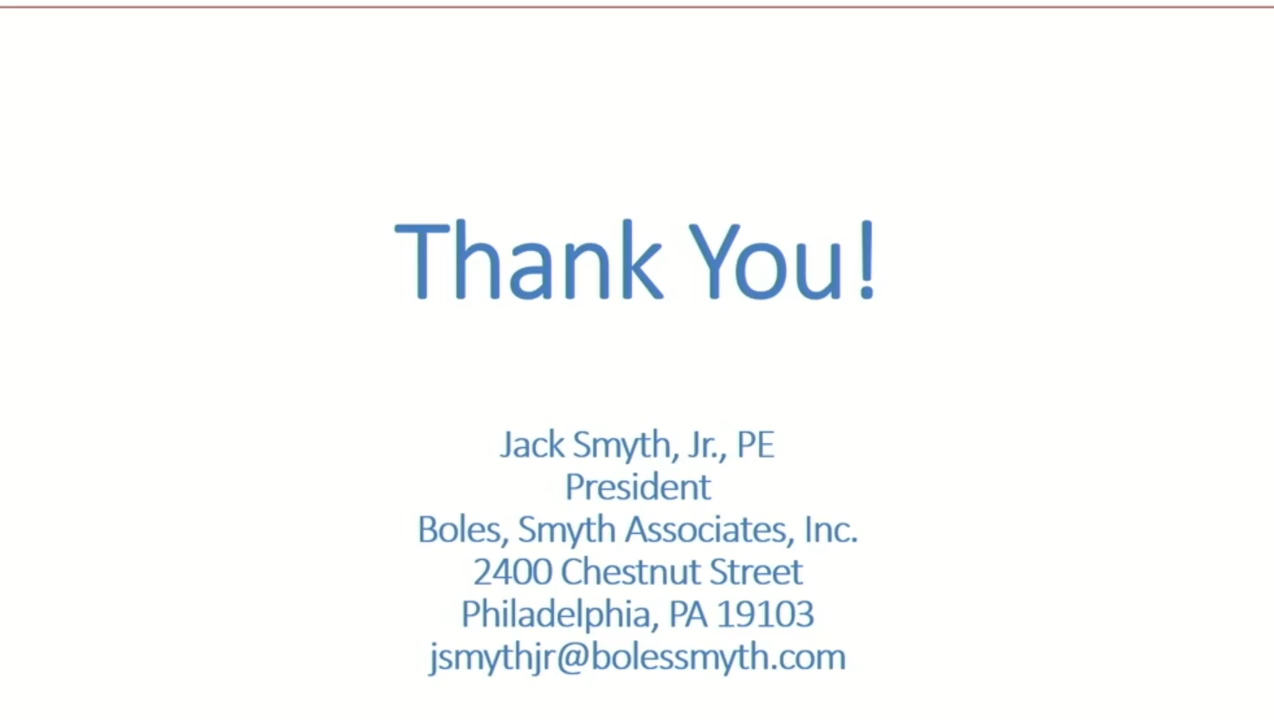 Thank You!
Jack Smyth, Jr., PE
President
Boles, Smyth Associates, Inc.
2400 Chestnut Street
Philadelphia, PA 19103
jsmythjr@bolessmyth.com